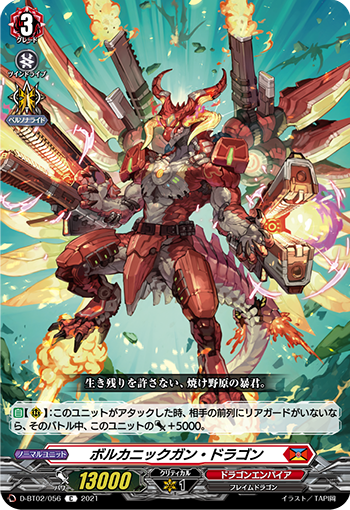 3
グレード
ツインドライブ
ペルソナライド
生き残りを許さない、焼け野原の暴君。
【】:このユニットがアタックした時、相手の前列にリアガードがいないなら、そのバトル中、このユニットの+5000。
D-BT02/056 C 2021
ノーマルユニット
ボルカニックガン・ドラゴン
パワー 13000
クリティカル
1
ドラゴンエンパイア
フレイムドラゴン
イラスト/TAPI岡